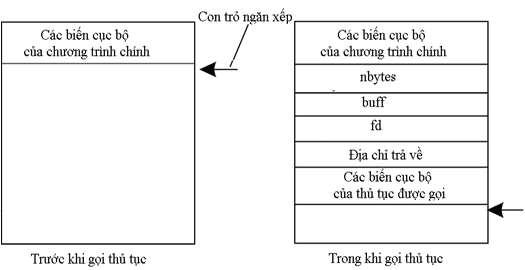 Con trỏ ngăn xếp
Các biến cục bộ
của chương trình chính
Trước khi gọi thủ tục
Các biến cục bộ
của chương trình chính
nbytes
buff
fd
Địa chỉ trả về
Các biến cục bộ
của thủ tục được gọi
Trong khi gọi thủ tục